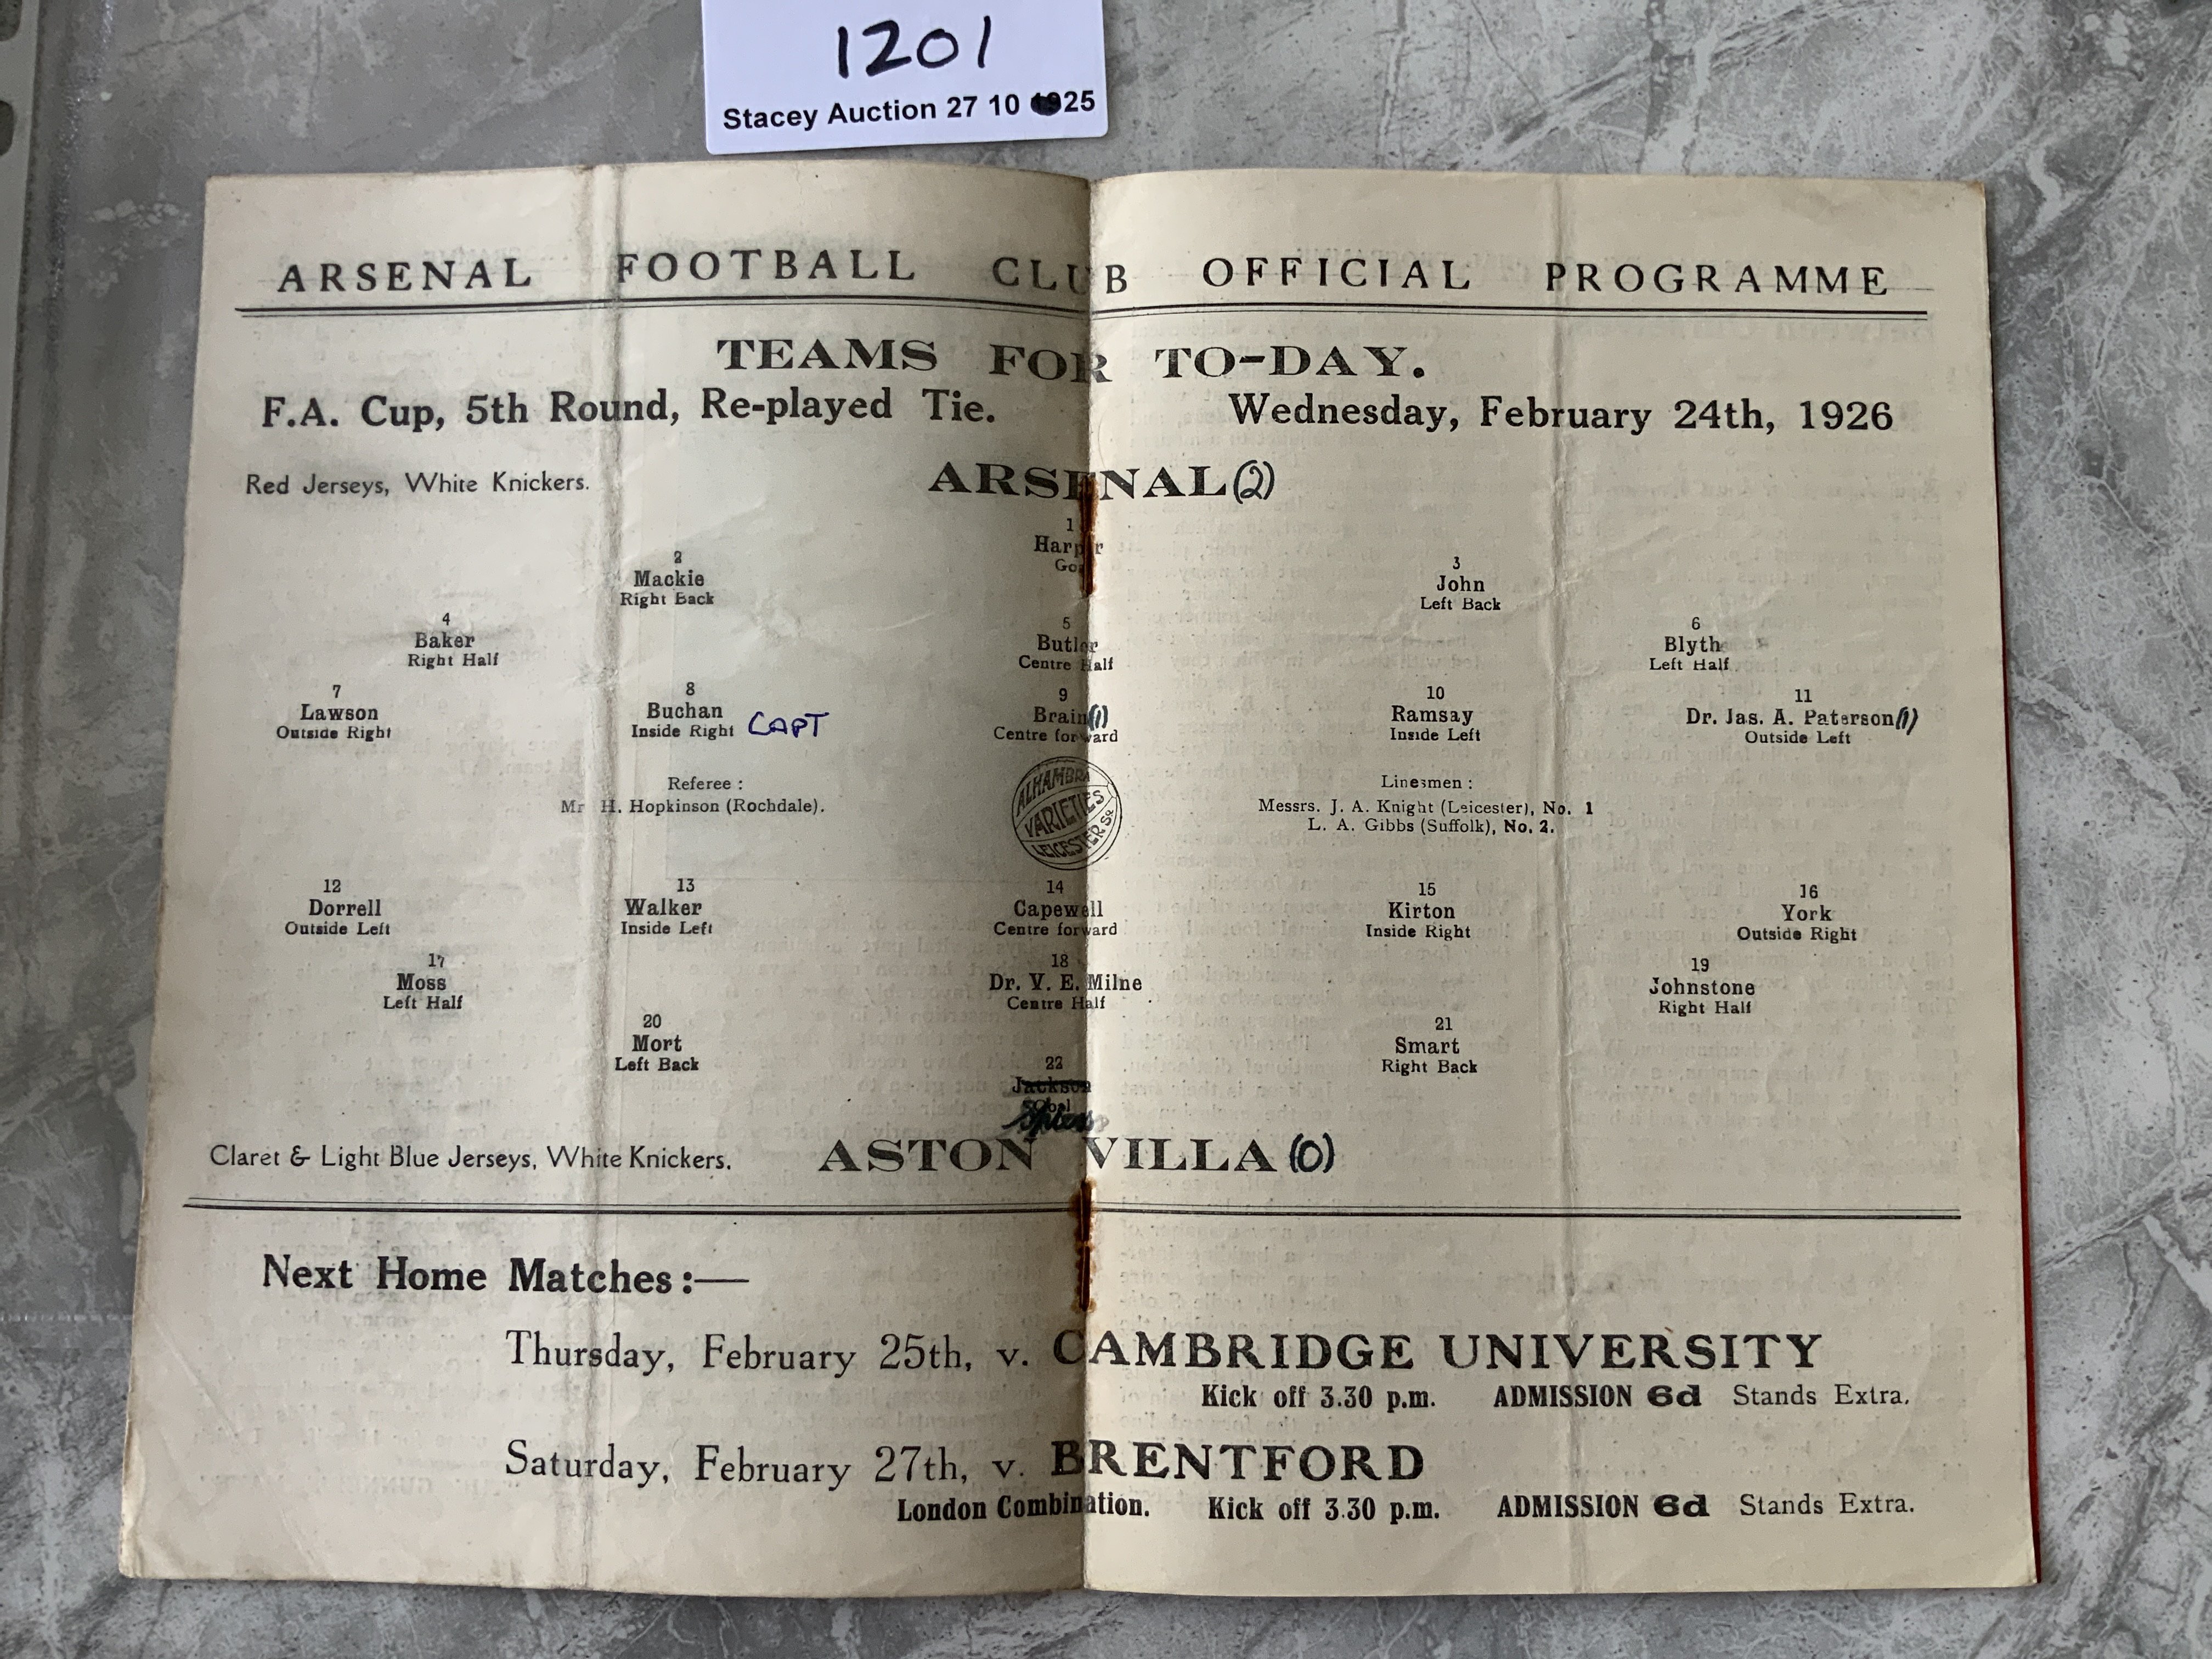 1201
Stacey Auction 27 10 25
ARSENAL FOOTBALL CLUB OFFICIAL PROGRAMME
TEAMS FOR TO-DAY.
F.A. Cup, 5th Round, Re-played Tie. Wednesday, February 24th, 1926
Red Jerseys, White Knickers. ARSENAL (2)
1
Harper
Goal
2 3
Mackie John
Right Back Left Back
4 5 6
Baker Butler Blyth
Right Half Centre Half Left Half
7 8 9 10 11
Lawson Buchan Brain (1) Ramsay Dr. Jas. A. Paterson (1)
Outside Right Inside Right CAPT Centre forward Inside Left Outside Left
Referee : Linesmen :
Mr H. Hopkinson (Rochdale). Messrs. J. A. Knight (Leicester), No. 1
L. A. Gibbs (Suffolk), No. 2.
ALHAMBRA
VARIETIES
LEICESTER SQ
12 13 14 15 16
Dorrell Walker Capewell Kirton York
Outside Left Inside Left Centre forward Inside Right Outside Right
17 18 19
Moss Dr. V. E. Milne Johnstone
Left Half Centre Half Right Half
20 21
Mort Smart
Left Back Right Back
22
Jackson
Goal
Claret & Light Blue Jerseys, White Knickers. ASTON VILLA (0)
Next Home Matches:—
Thursday, February 25th, v. CAMBRIDGE UNIVERSITY
Kick off 3.30 p.m. ADMISSION 6d Stands Extra.
Saturday, February 27th, v. BRENTFORD
London Combination. Kick off 3.30 p.m. ADMISSION 6d Stands Extra.